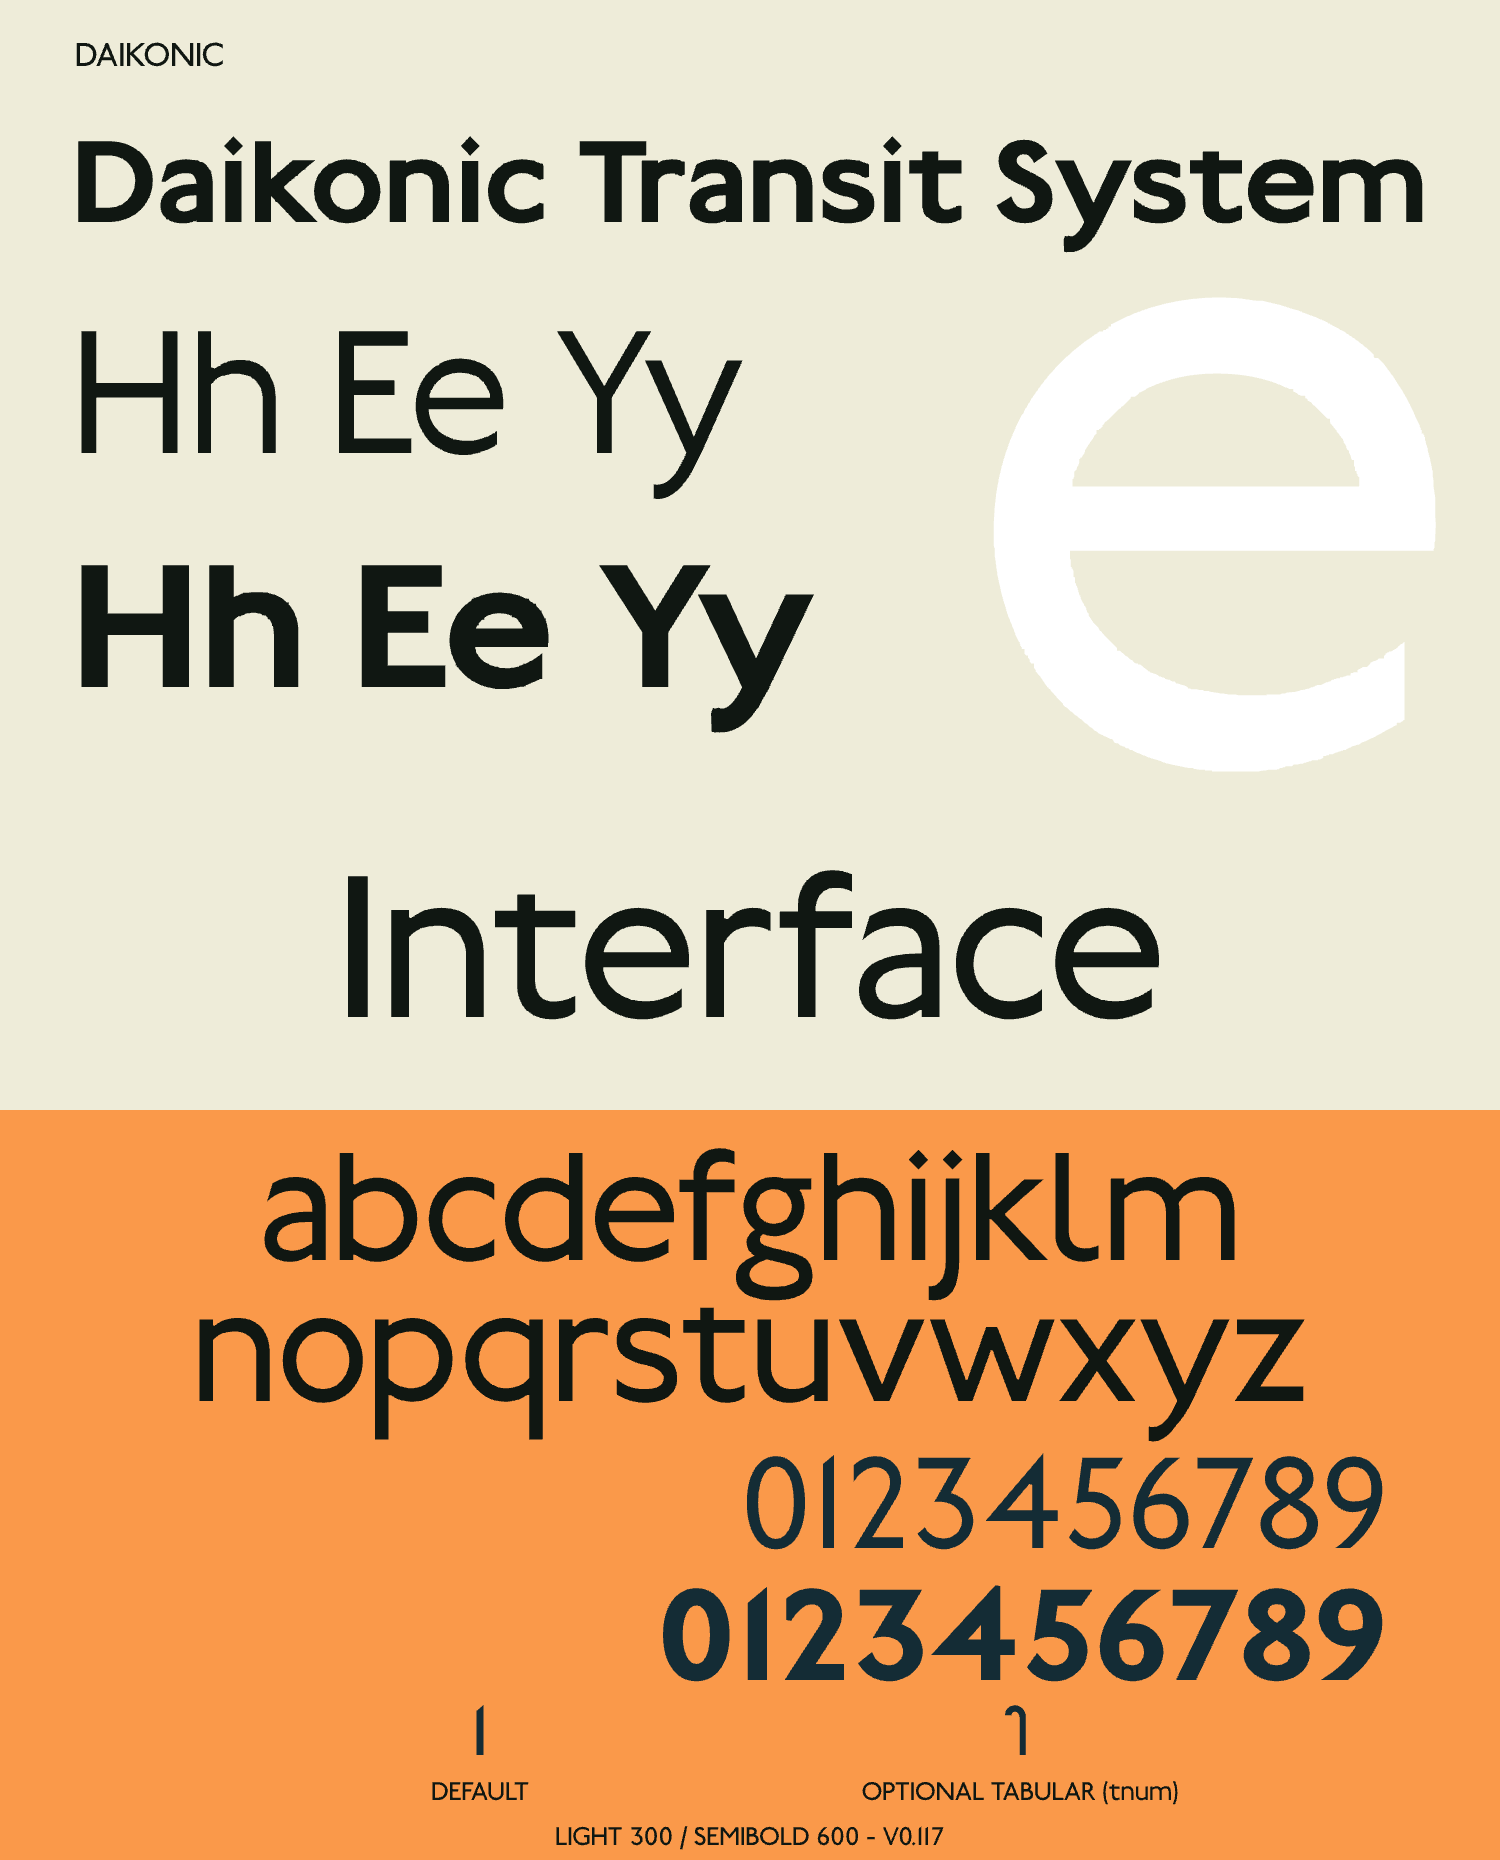 DAIKONIC
Daikonic Transit System
Hh Ee Yy
e
Hh Ee Yy
Interface
abcdefghijklm
nopqrstuvwxyz
0123456789
0123456789
1 1
DEFAULT OPTIONAL TABULAR (tnum)
LIGHT 300 / SEMIBOLD 600 - V0.117